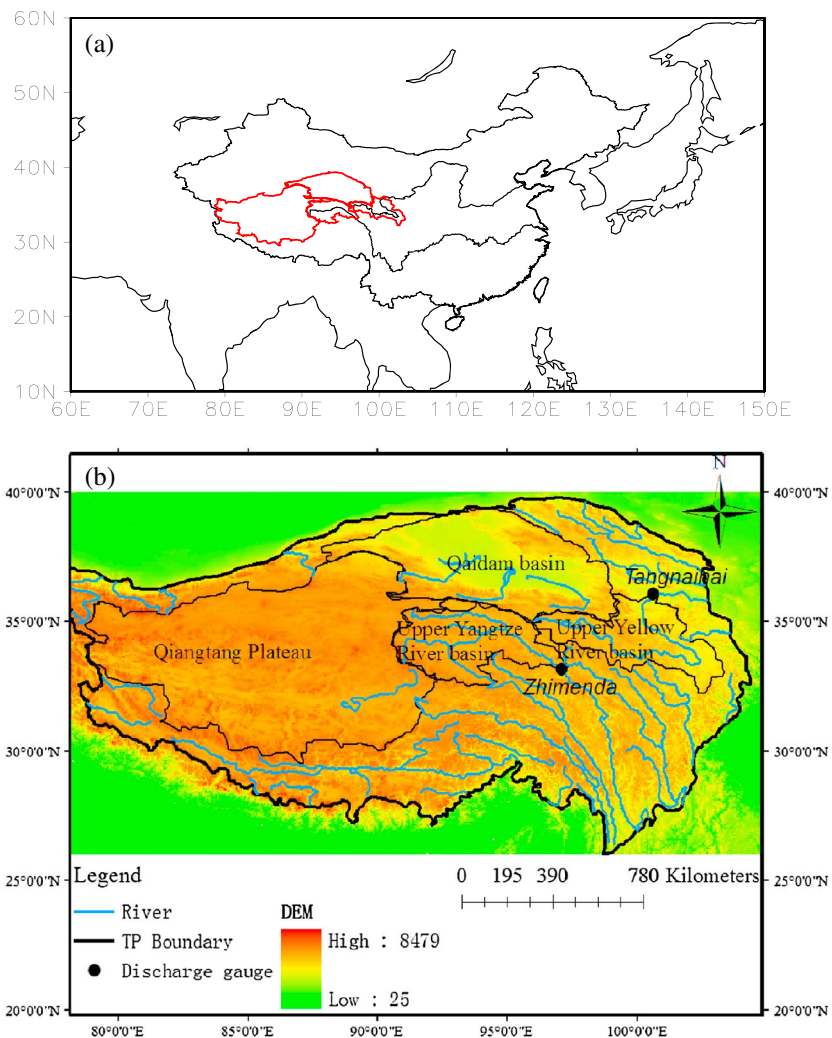 (a)
60N
50N
40N
30N
20N
10N
60E 70E 80E 90E 100E 110E 120E 130E 140E 150E
(b)
N
40°0'0"N 40°0'0"N
Qaidam basin
Tangnaihai
35°0'0"N 35°0'0"N
Upper Yangtze
River basin
Upper Yellow
River basin
Qiangtang Plateau
Zhimenda
30°0'0"N 30°0'0"N
25°0'0"N 25°0'0"N
Legend
River
TP Boundary
Discharge gauge
DEM
High : 8479
Low : 25
0 195 390 780 Kilometers
20°0'0"N 20°0'0"N
80°0'0"E 85°0'0"E 90°0'0"E 95°0'0"E 100°0'0"E